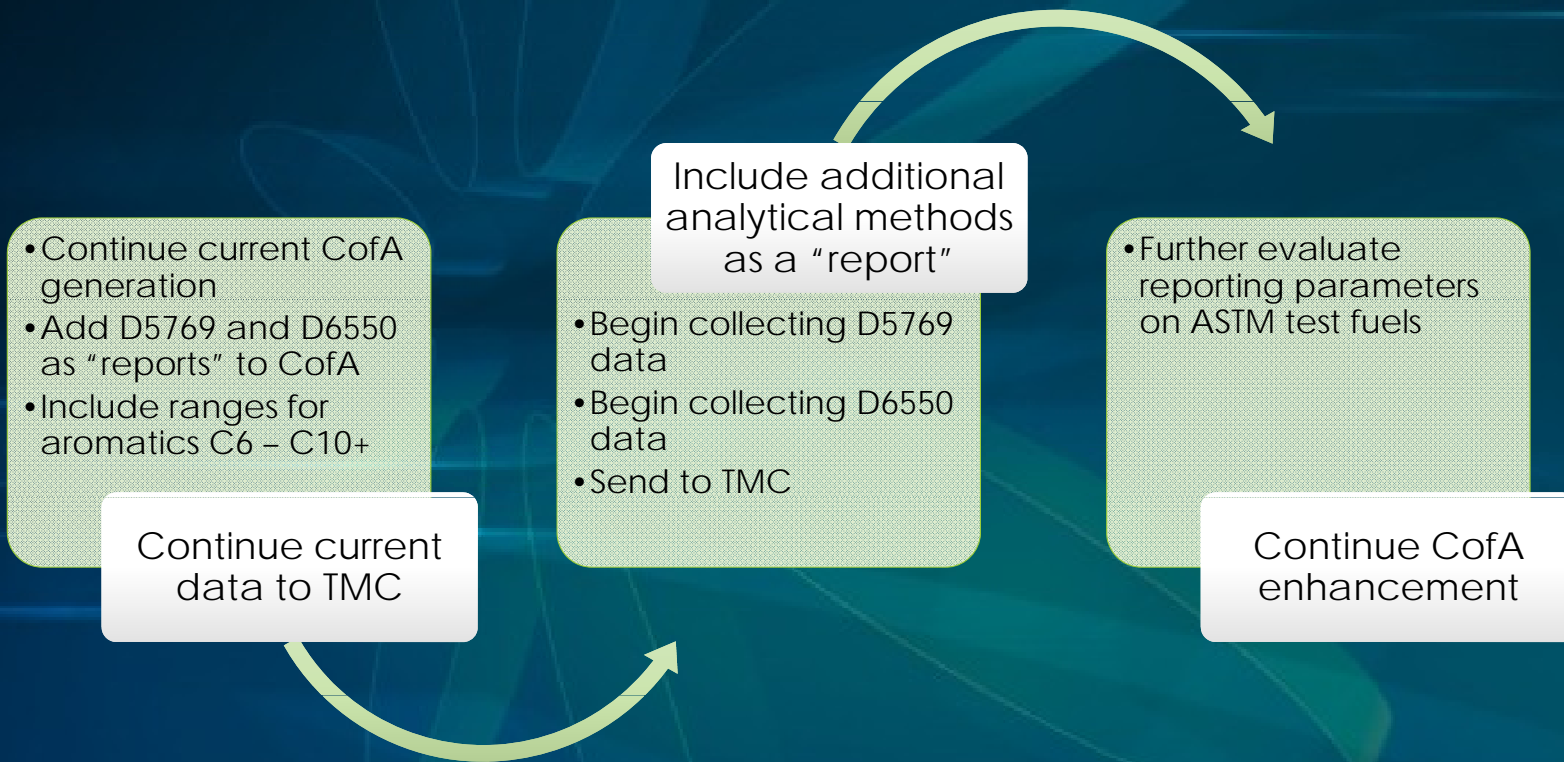 •Continue current CofA
generation
•Add D5769 and D6550
as “reports” to CofA
•Include ranges for
aromatics C6 – C10+
Continue current
data to TMC
Include additional
analytical methods
as a “report”
•Begin collecting D5769
data
•Begin collecting D6550
data
•Send to TMC
•Further evaluate
reporting parameters
on ASTM test fuels
Continue CofA
enhancement